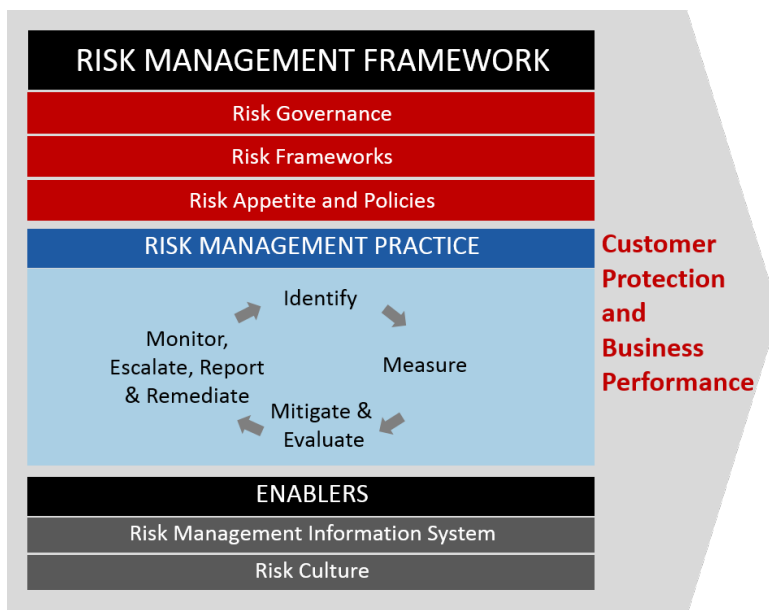 RISK MANAGEMENT FRAMEWORK
Risk Governance
Risk Frameworks
Risk Appetite and Policies
RISK MANAGEMENT PRACTICE
Identify
Measure
Mitigate &
Evaluate
Monitor,
Escalate, Report
& Remediate
ENABLERS
Risk Management Information System
Risk Culture
Customer
Protection
and
Business
Performance